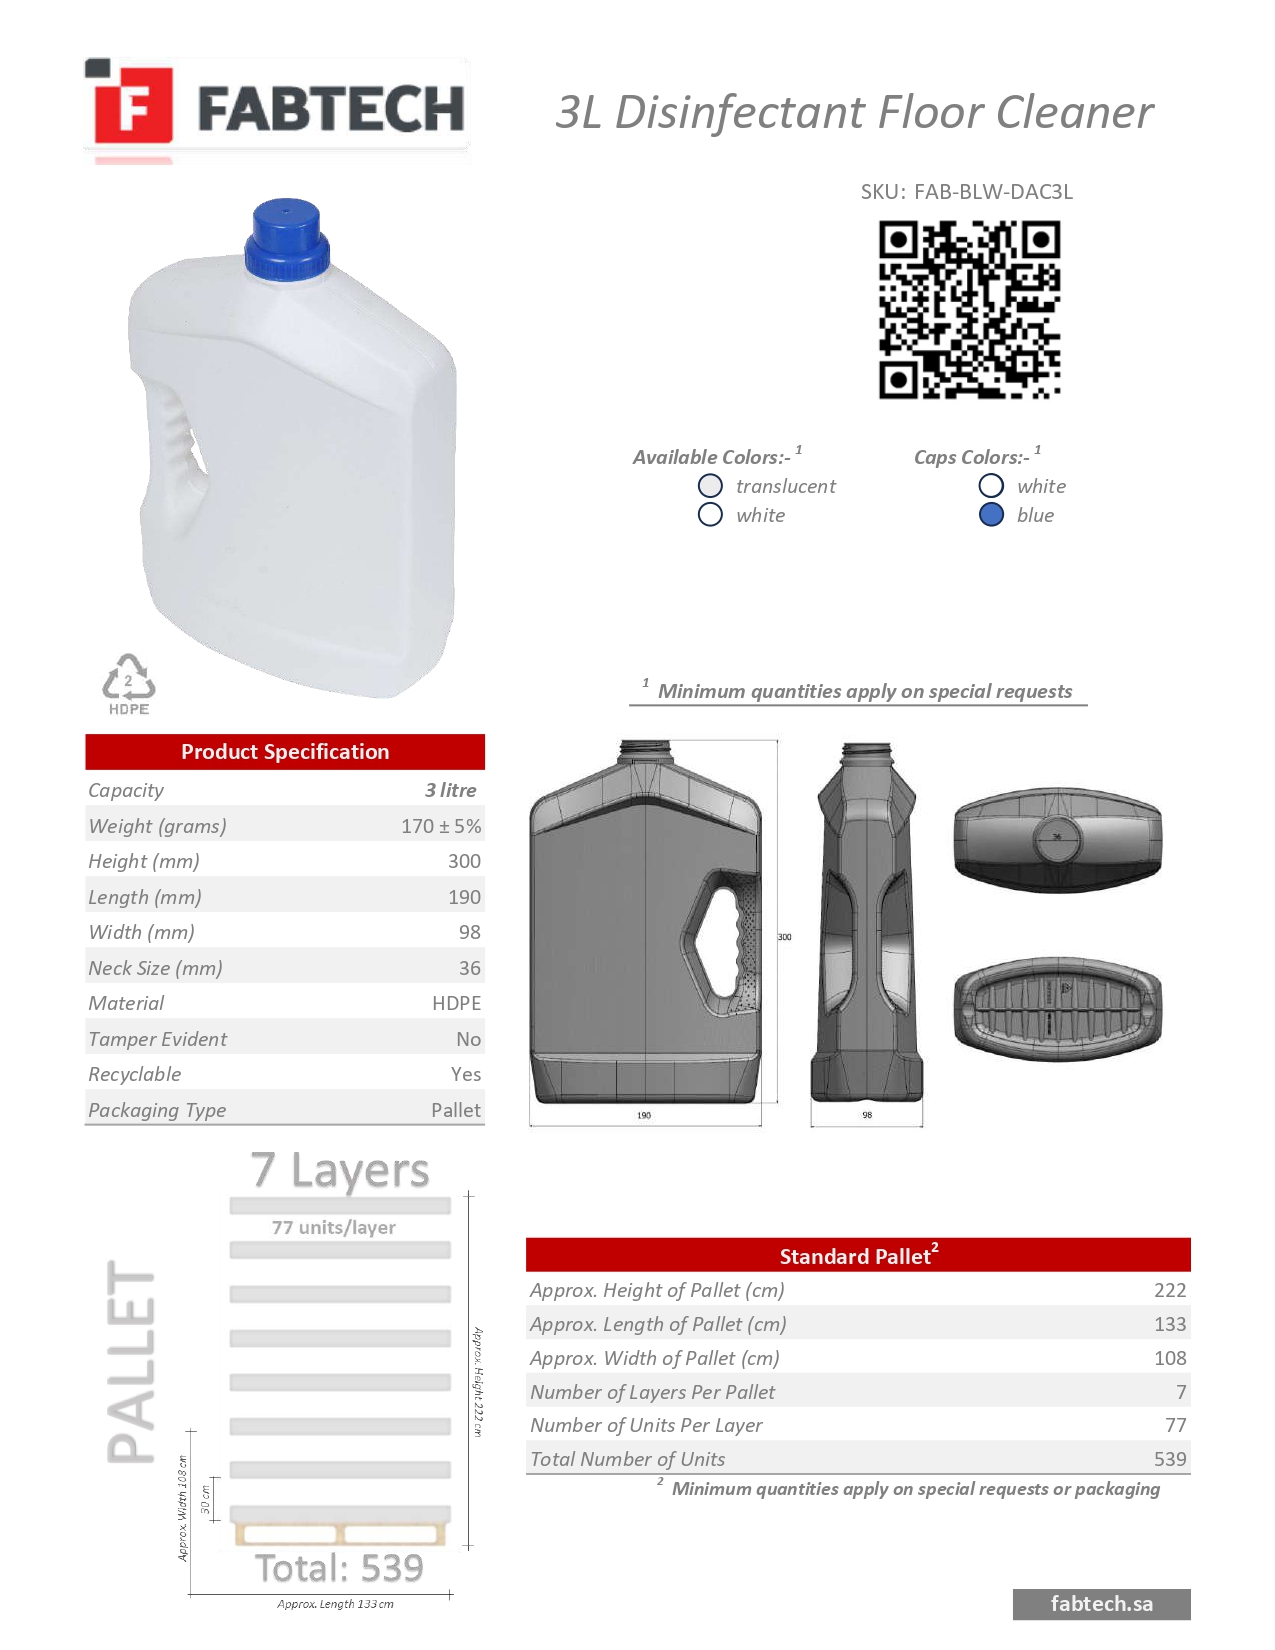 F FABTECH
3L Disinfectant Floor Cleaner
SKU: FAB-BLW-DAC3L
Available Colors:- 1
translucent
white
Caps Colors:- 1
white
blue
2
HDPE
1 Minimum quantities apply on special requests
Product Specification
Capacity 3 litre
Weight (grams) 170 ± 5%
Height (mm) 300
Length (mm) 190
Width (mm) 98
Neck Size (mm) 36
Material HDPE
Tamper Evident No
Recyclable Yes
Packaging Type Pallet
300
190
98
36
7 Layers
77 units/layer
PALLET
Approx. Height 222 cm
Approx. Width 108 cm
30 cm
Total: 539
Approx. Length 133 cm
Standard Pallet2
Approx. Height of Pallet (cm) 222
Approx. Length of Pallet (cm) 133
Approx. Width of Pallet (cm) 108
Number of Layers Per Pallet 7
Number of Units Per Layer 77
Total Number of Units 539
2 Minimum quantities apply on special requests or packaging
fabtech.sa